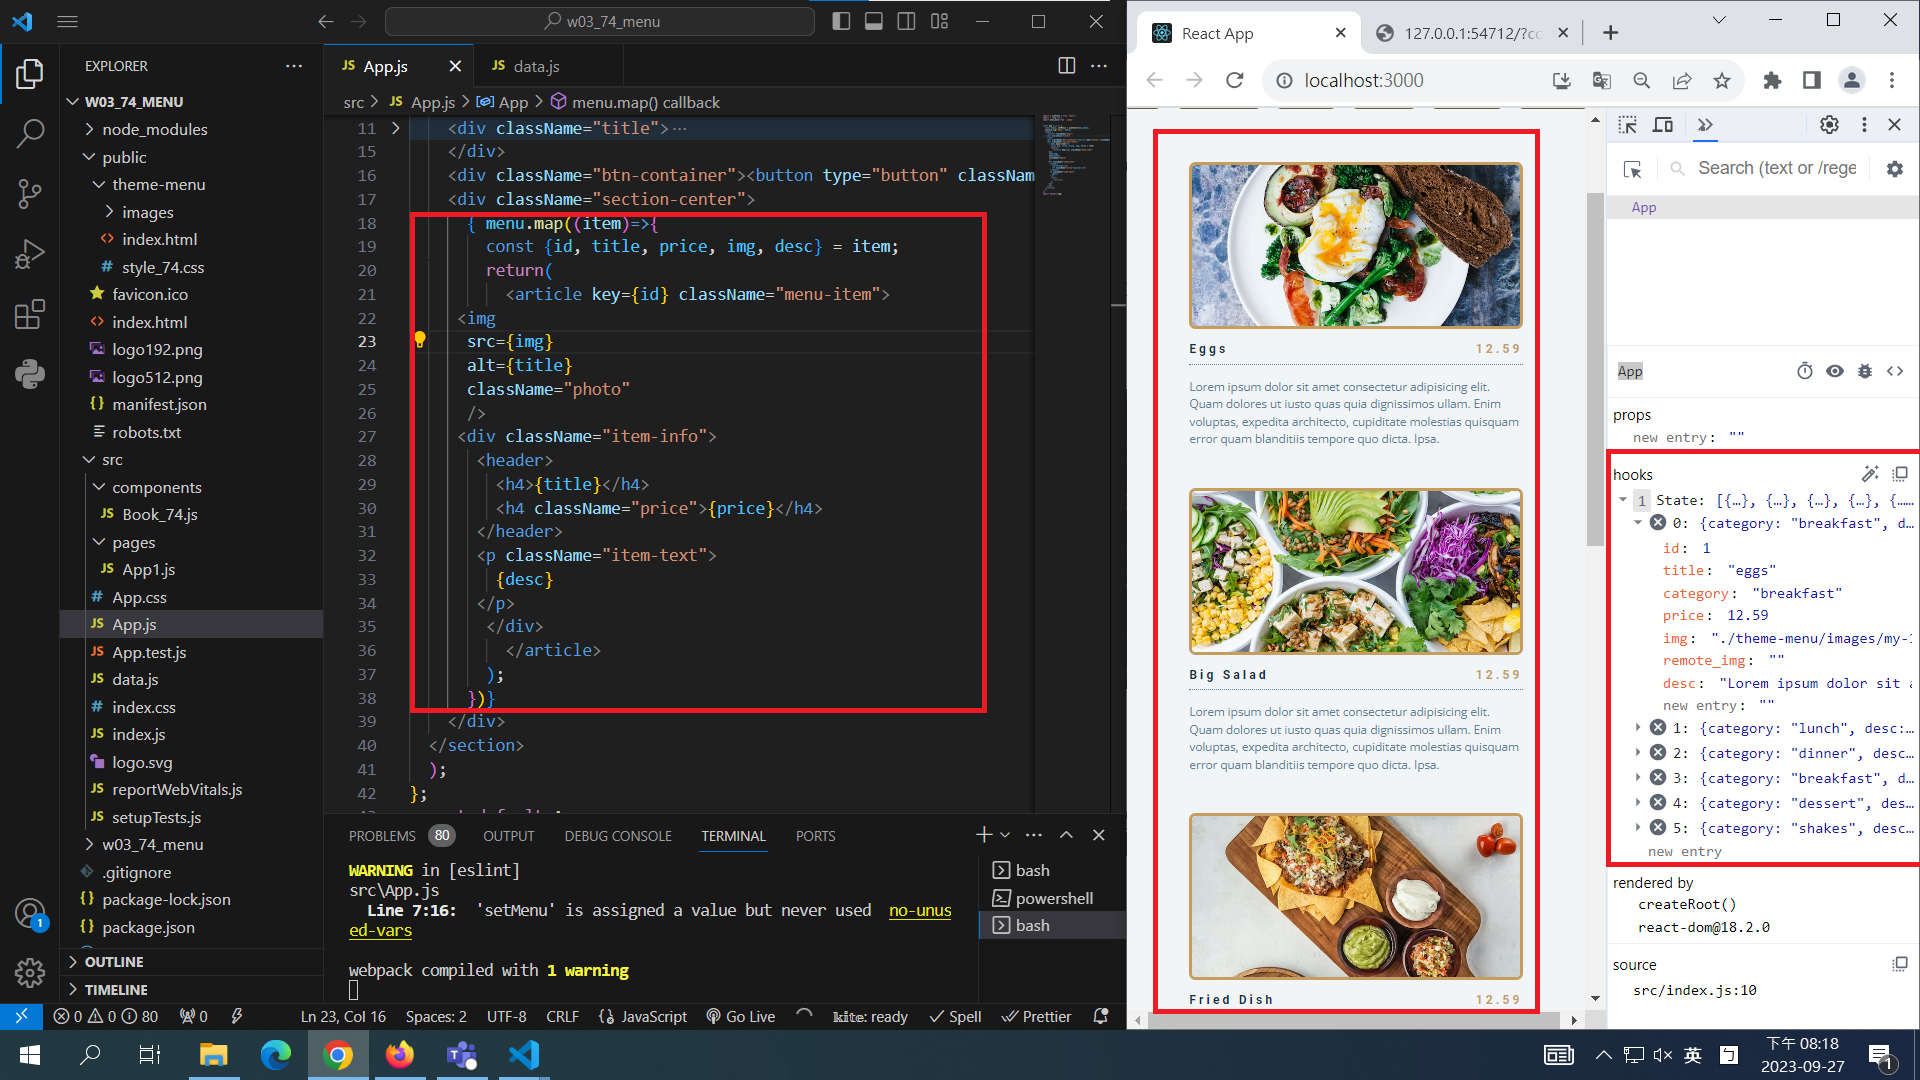 w03_74_menu
EXPLORER
W03_74_MENU
node_modules
public
theme-menu
images
index.html
style_74.css
favicon.ico
index.html
logo192.png
logo512.png
manifest.json
robots.txt
src
components
Book_74.js
pages
App1.js
App.css
App.js
App.test.js
data.js
index.css
index.js
logo.svg
reportWebVitals.js
setupTests.js
w03_74_menu
.gitignore
package-lock.json
package.json
OUTLINE
TIMELINE
JS App.js
JS data.js
src > JS App.js > App > menu.map() callback
11 <div className="title">···
15 </div>
16 <div className="btn-container"><button type="button" classNam
17 <div className="section-center">
18 { menu.map((item)=>{
19 const {id, title, price, img, desc} = item;
20 return(
21 <article key={id} className="menu-item">
22 <img
23 src={img}
24 alt={title}
25 className="photo"
26 />
27 <div className="item-info">
28 <header>
29 <h4>{title}</h4>
30 <h4 className="price">{price}</h4>
31 </header>
32 <p className="item-text">
33 {desc}
34 </p>
35 </div>
36 </article>
37 );
38 })}
39 </div>
40 </section>
41 );
42 };
PROBLEMS 80 OUTPUT DEBUG CONSOLE TERMINAL PORTS
WARNING in [eslint]
src\App.js
Line 7:16: 'setMenu' is assigned a value but never used no-unus
ed-vars
webpack compiled with 1 warning
bash
powershell
bash
1
0 0 80 0 Ln 23, Col 16 Spaces: 2 UTF-8 CRLF {} JavaScript Go Live kite: ready Spell Prettier
React App
127.0.0.1:54712/?cc
localhost:3000
Eggs 12.59
Lorem ipsum dolor sit amet consectetur adipisicing elit.
Quam dolores ut iusto quas quia dignissimos ullam. Enim
voluptas, expedita architecto, cupiditate molestias quisquam
error quam blanditiis tempore quo dicta. Ipsa.
Big Salad 12.59
Lorem ipsum dolor sit amet consectetur adipisicing elit.
Quam dolores ut iusto quas quia dignissimos ullam. Enim
voluptas, expedita architecto, cupiditate molestias quisquam
error quam blanditiis tempore quo dicta. Ipsa.
Fried Dish 12.59
Search (text or /rege
App
App
props
new entry: ""
hooks
1 State: [{…}, {…}, {…}, {…}, {……
0: {category: "breakfast", d…
id: 1
title: "eggs"
category: "breakfast"
price: 12.59
img: "./theme-menu/images/my-
remote_img: ""
desc: "Lorem ipsum dolor sit
new entry: ""
1: {category: "lunch", desc:…
2: {category: "dinner", desc…
3: {category: "breakfast", d…
4: {category: "dessert", des…
5: {category: "shakes", desc…
new entry
rendered by
createRoot()
react-dom@18.2.0
source
src/index.js:10
英
ㄅ
下午 08:18
2023-09-27
1